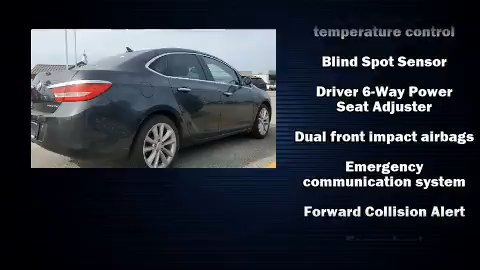 temperature control
Blind Spot Sensor
Driver 6-Way Power
Seat Adjuster
Dual front impact airbags
Emergency
communication system
Forward Collision Alert